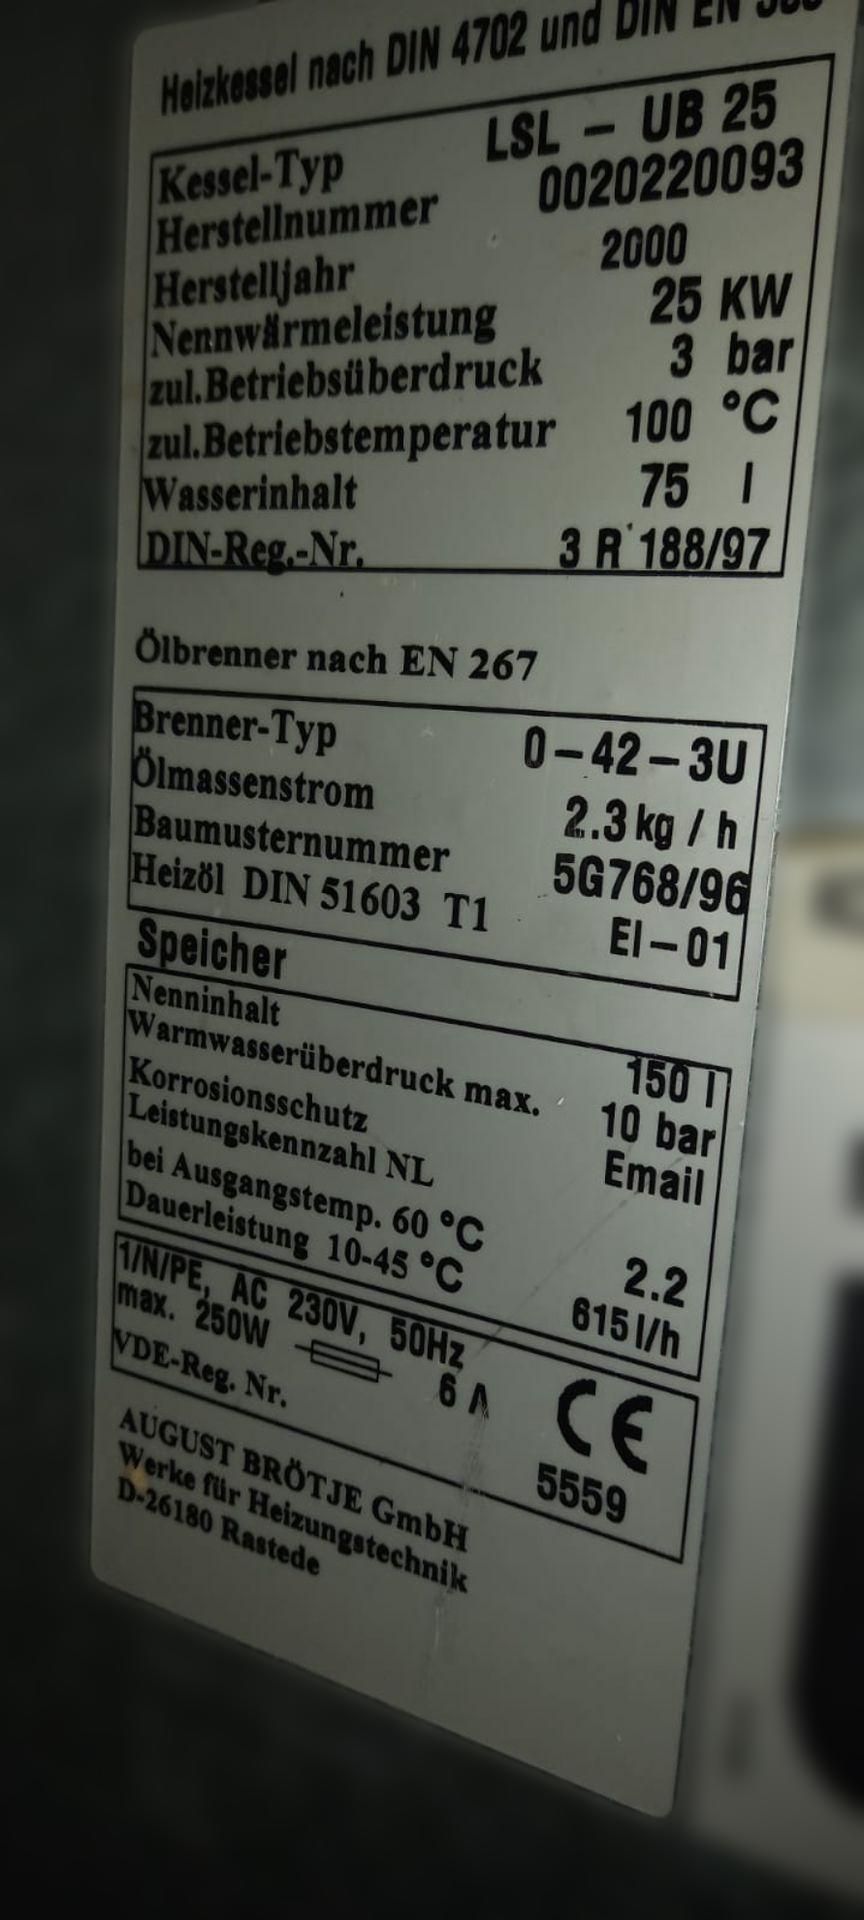 Heizkessel nach DIN 4702 und DIN EN
Kessel-Typ LSL - UB 25
Herstellnummer 0020220093
Herstelljahr 2000
Nennwärmeleistung 25 KW
zul.Betriebsüberdruck 3 bar
zul.Betriebstemperatur 100 °C
Wasserinhalt 75 l
DIN-Reg.-Nr. 3 R 188/97
Ölbrenner nach EN 267
Brenner-Typ 0-42-3U
Ölmassenstrom 2.3 kg / h
Baumusternummer 5G768/96
Heizöl DIN 51603 T1 El-01
Speicher
Nenninhalt 150 l
Warmwasserüberdruck max. 10 bar
Korrosionsschutz Email
Leistungskennzahl NL
bei Ausgangstemp. 60 °C 2.2
Dauerleistung 10-45 °C 615 l/h
1/N/PE, AC 230V, 50Hz
max. 250W 6 A
VDE-Reg. Nr.
CE
5559
AUGUST BRÖTJE GmbH
Werke für Heizungstechnik
D-26180 Rastede